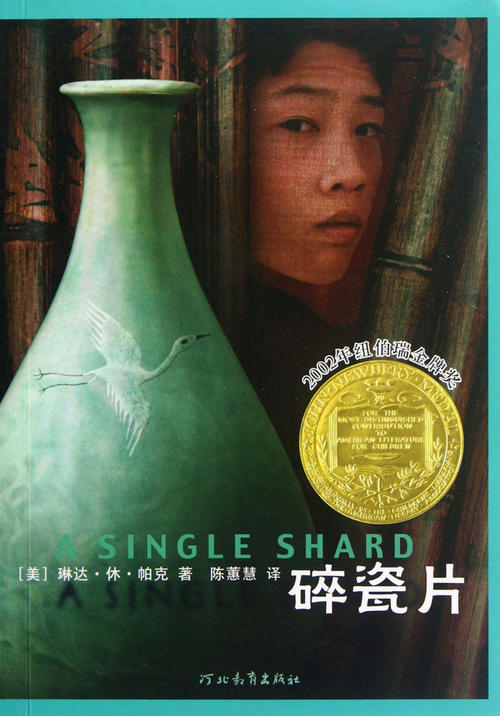 2002年纽伯瑞金牌奖
JOHN NEWBERY MEDAL
FOR THE
MOST DISTINGUISHED
CONTRIBUTION
TO
AMERICAN LITERATURE
FOR CHILDREN
A SINGLE SHARD
[美] 琳达·休·帕克 著 陈蕙慧 译
碎瓷片
A SINGLE
河北教育出版社